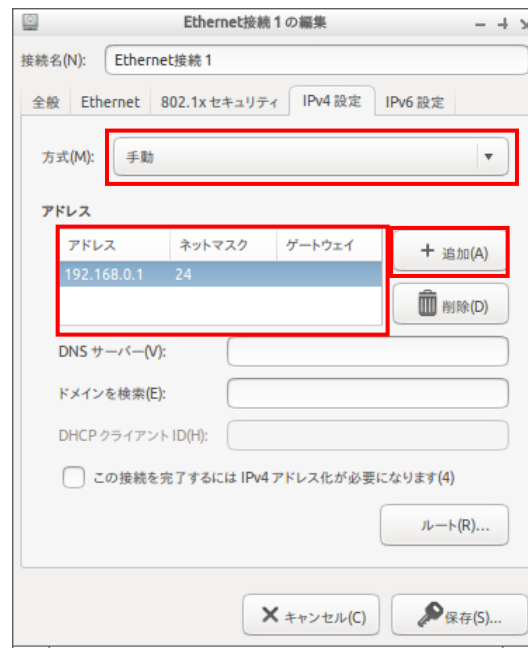 Ethernet接続 1 の編集
接続名(N): Ethernet接続 1
全般 Ethernet 802.1x セキュリティ IPv4 設定 IPv6 設定
方式(M): 手動
アドレス
アドレス ネットマスク ゲートウェイ
192.168.0.1 24
+ 追加(A)
削除(D)
DNS サーバー(V):
ドメインを検索(E):
DHCP クライアント ID(H):
この接続を完了するには IPv4 アドレス化が必要になります(4)
ルート(R)...
キャンセル(C) 保存(S)...